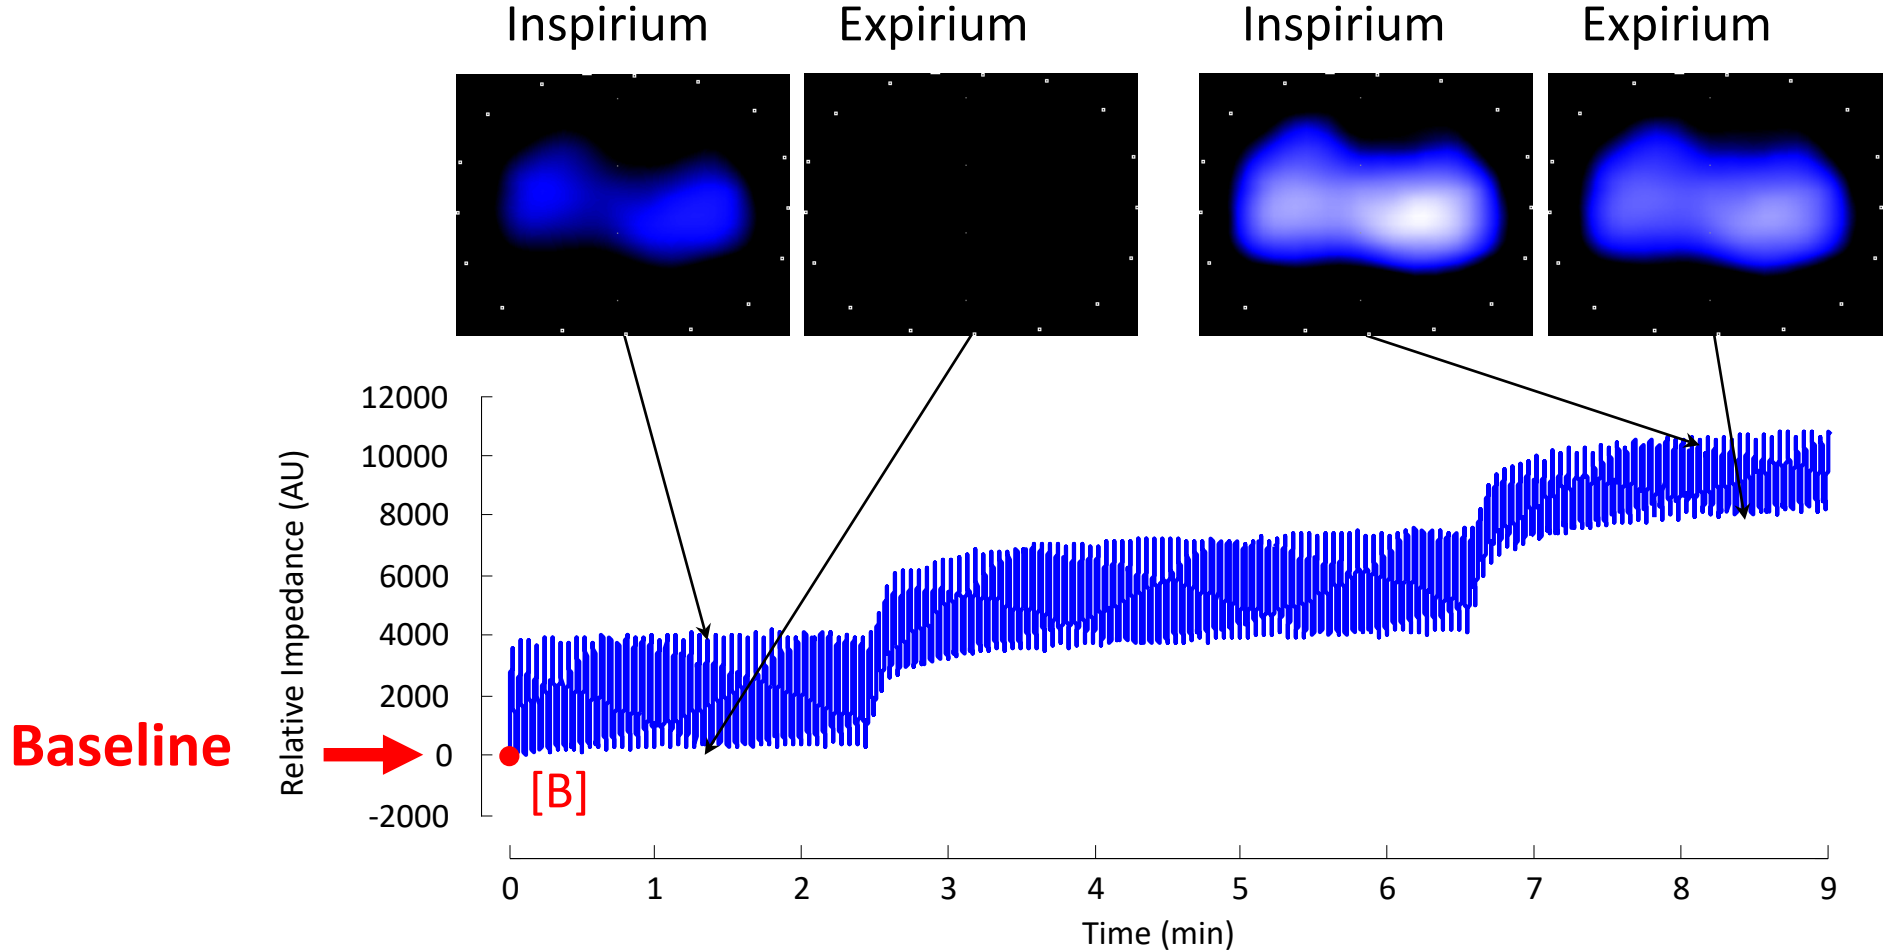 Inspirium Expirium Inspirium Expirium
12000
10000
8000
6000
4000
2000
0
-2000
Relative Impedance (AU)
Baseline
[B]
0 1 2 3 4 5 6 7 8 9
Time (min)